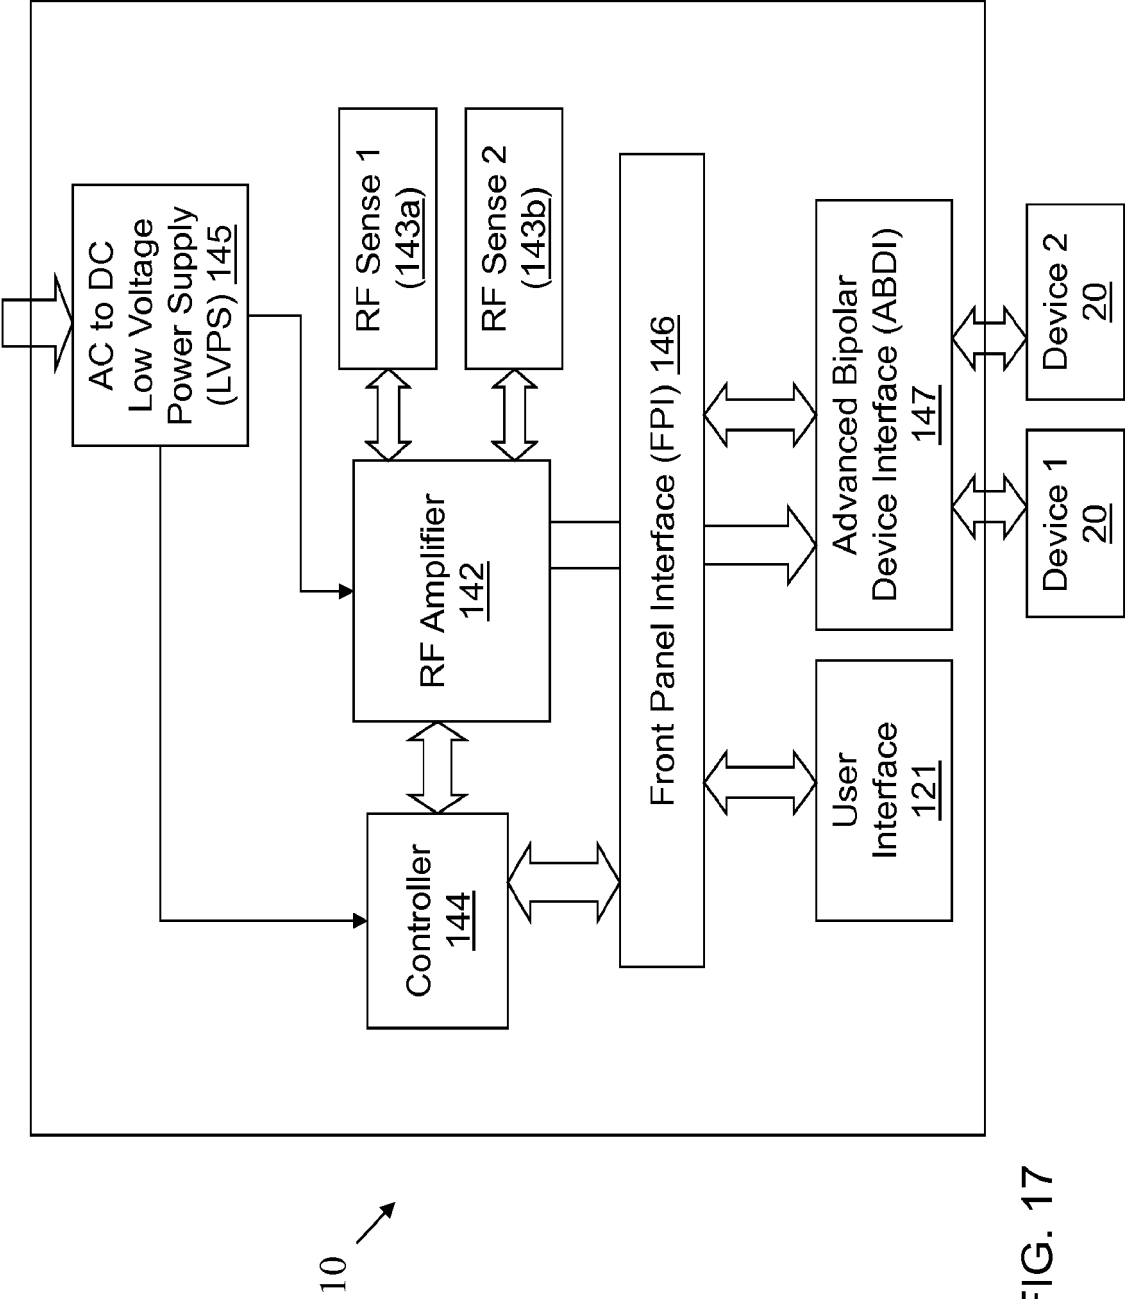 AC to DC
Low Voltage
Power Supply
(LVPS) 145
RF Sense 1
(143a)
RF Sense 2
(143b)
RF Amplifier
142
Controller
144
Front Panel Interface (FPI) 146
Advanced Bipolar
Device Interface (ABDI)
147
User
Interface
121
Device 2
20
Device 1
20
10
FIG. 17